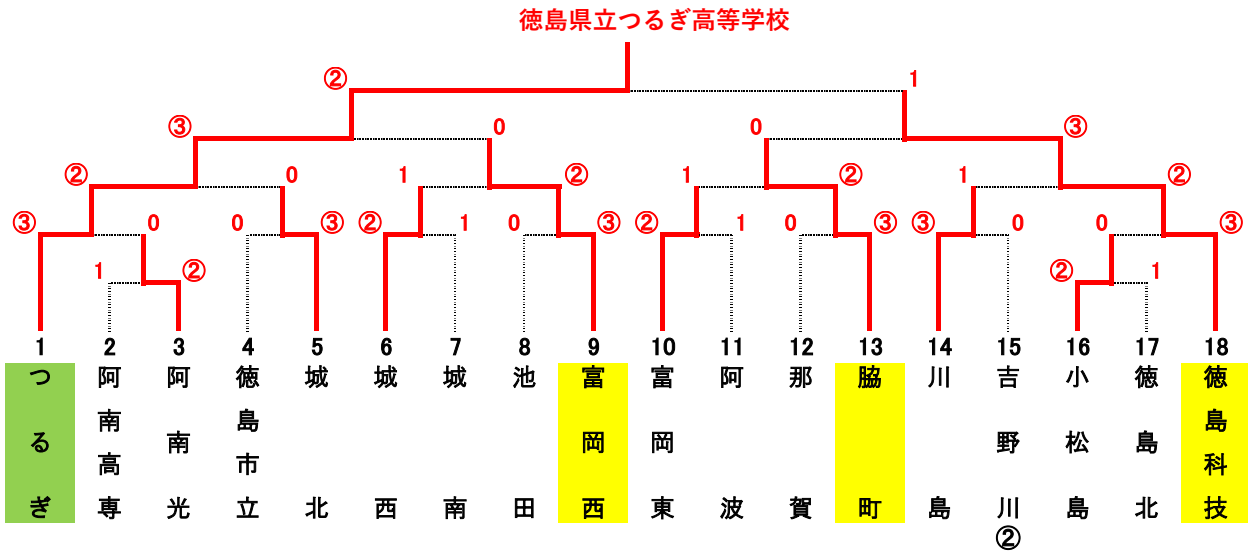 徳島県立つるぎ高等学校
② 1
③ 0 0 ③
② 0 1 ② 1 ② 1 ②
③ 0 0 ③ ② 1 0 ③ ② 1 0 ③ ③ 0 0 ③
1 ② ② 1
1 2 3 4 5 6 7 8 9 10 11 12 13 14 15 16 17 18
つるぎ
阿南高専
阿南光
徳島市立
城北
城西
城南
池田
富岡西
富岡東
阿波
那賀
脇町
川島
吉野川②
小松島
徳島北
徳島科技